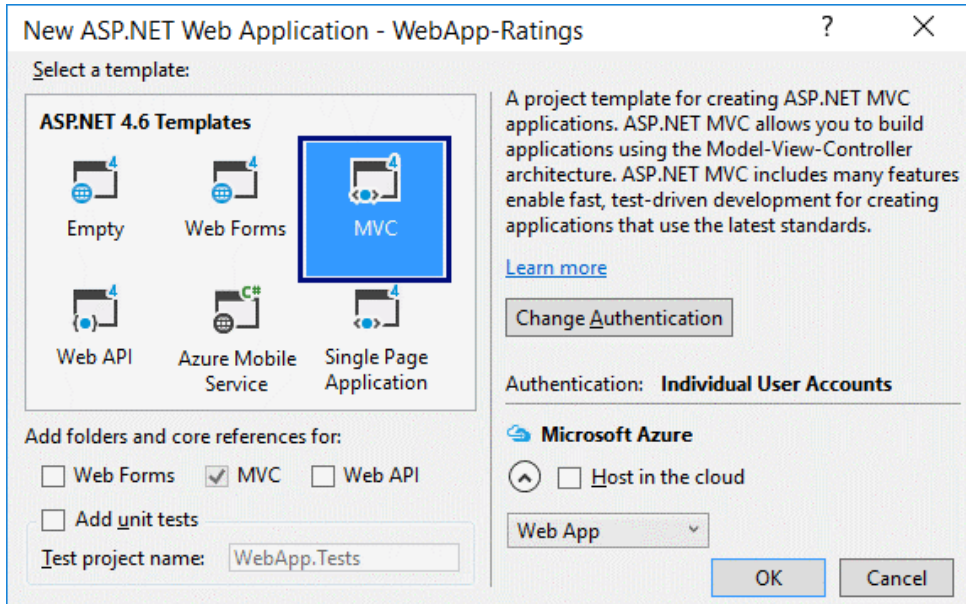 New ASP.NET Web Application - WebApp-Ratings ?
Select a template:
ASP.NET 4.6 Templates
4 4 4
Empty Web Forms MVC
4 C# 4
Web API Azure Mobile Single Page
Service Application
A project template for creating ASP.NET MVC
applications. ASP.NET MVC allows you to build
applications using the Model-View-Controller
architecture. ASP.NET MVC includes many features
enable fast, test-driven development for creating
applications that use the latest standards.
Learn more
Change Authentication
Authentication: Individual User Accounts
Add folders and core references for:
Web Forms MVC Web API
Add unit tests
Test project name: WebApp.Tests
Microsoft Azure
Host in the cloud
Web App
OK Cancel